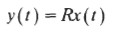 y(t) = Rx(t)